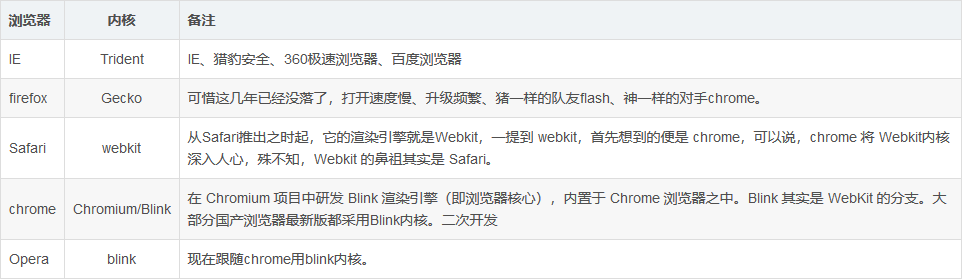 浏览器 内核 备注
IE Trident IE、猎豹安全、360极速浏览器、百度浏览器
firefox Gecko 可惜这几年已经没落了，打开速度慢、升级频繁、猪一样的队友flash、神一样的对手chrome。
Safari webkit 从Safari推出之时起，它的渲染引擎就是Webkit，一提到 webkit，首先想到的便是 chrome，可以说，chrome 将 Webkit内核
深入人心，殊不知，Webkit 的鼻祖其实是 Safari。
chrome Chromium/Blink 在 Chromium 项目中研发 Blink 渲染引擎（即浏览器核心），内置于 Chrome 浏览器之中。Blink 其实是 WebKit 的分支。大
部分国产浏览器最新版都采用Blink内核。二次开发
Opera blink 现在跟随chrome用blink内核。